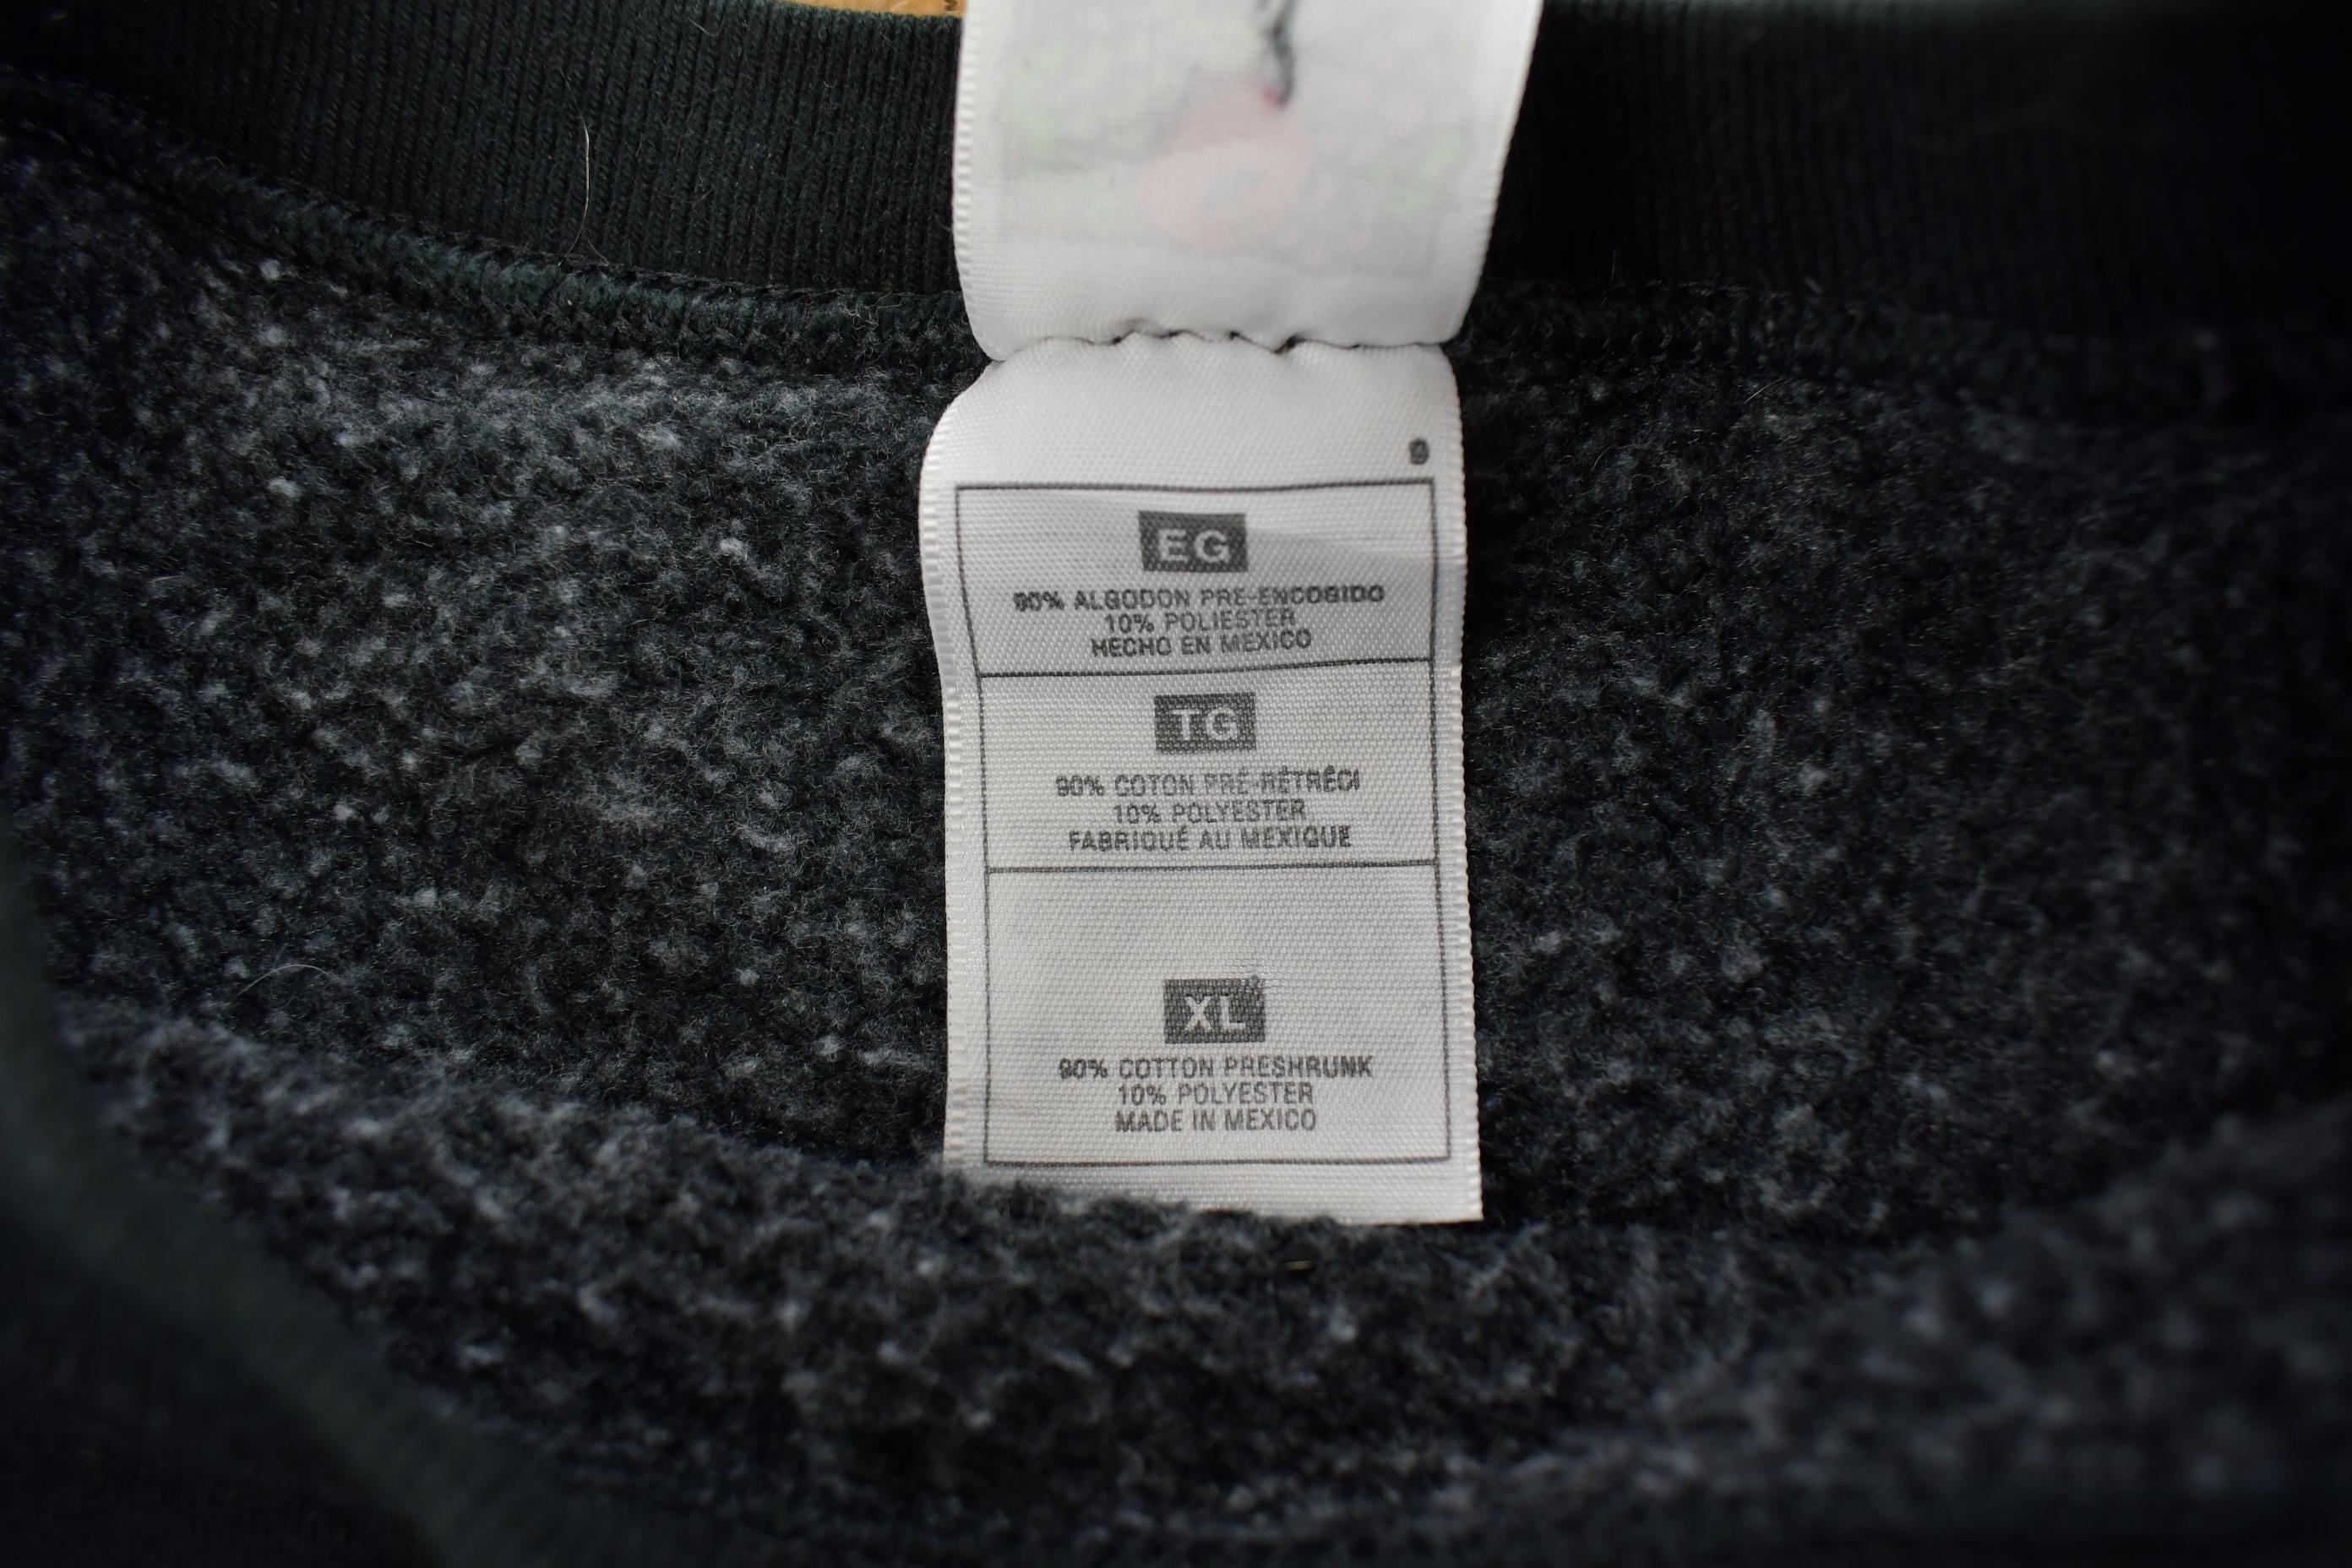 9
EG
90% ALGODON PRE-ENCOGIDO
10% POLIESTER
HECHO EN MEXICO
TG
90% COTON PRÉ-RÉTRÉCI
10% POLYESTER
FABRIQUÉ AU MEXIQUE
XL
90% COTTON PRESHRUNK
10% POLYESTER
MADE IN MEXICO